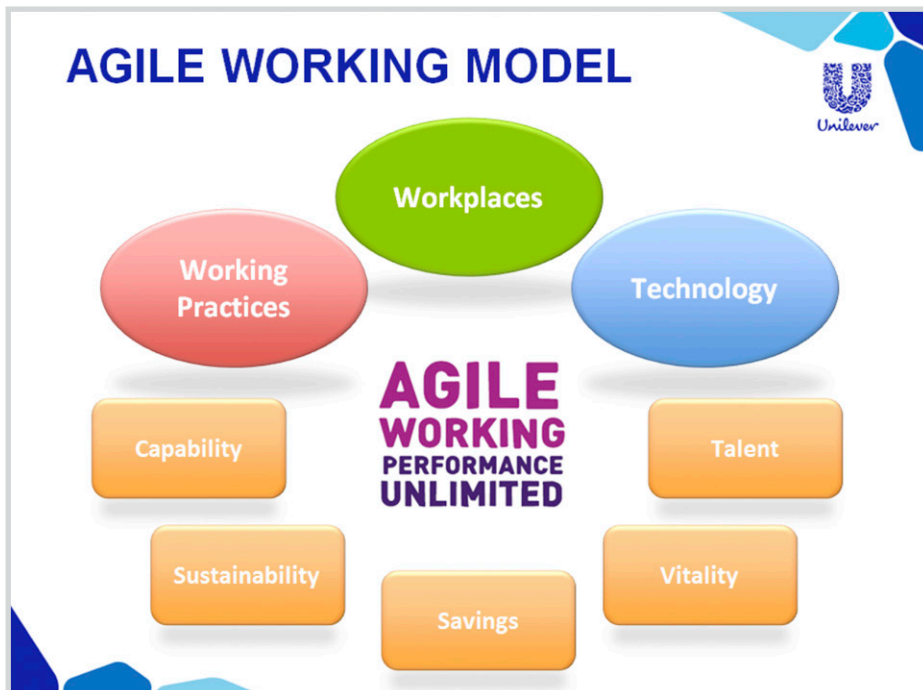 AGILE WORKING MODEL
Unilever
Workplaces
Working
Practices
Technology
AGILE
WORKING
PERFORMANCE
UNLIMITED
Capability
Talent
Sustainability
Vitality
Savings